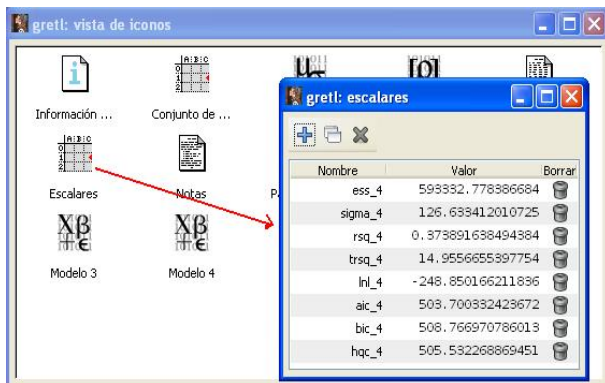 gretl: vista de iconos
Información ...
Conjunto de ...
Escalares
Notas
Modelo 3
Modelo 4
gretl: escalares
Nombre Valor Borrar
ess_4 593332.778386684
sigma_4 126.633412010725
rsq_4 0.373891638494384
trsq_4 14.9556655397754
lnl_4 -248.850166211836
aic_4 503.700332423672
bic_4 508.766970786013
hqc_4 505.532268869451